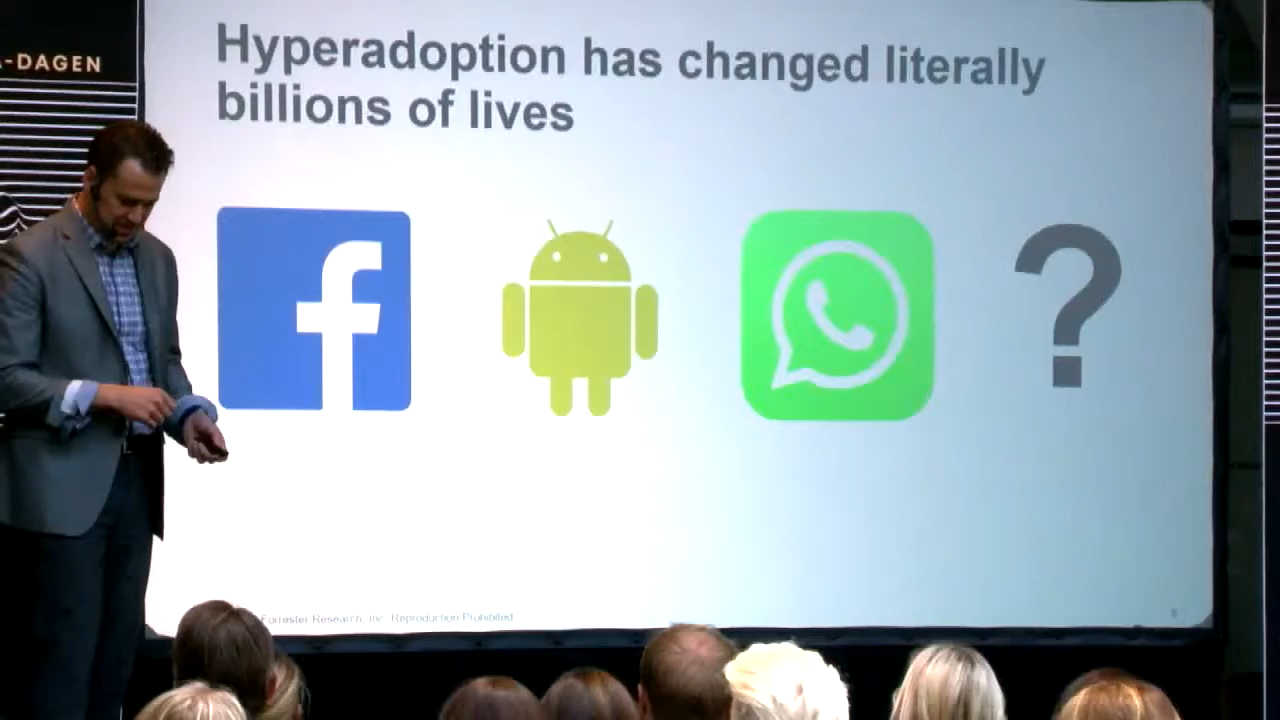 -DAGEN
Hyperadoption has changed literally
billions of lives
f
?
Forrester Research, Inc. Reproduction Prohibited